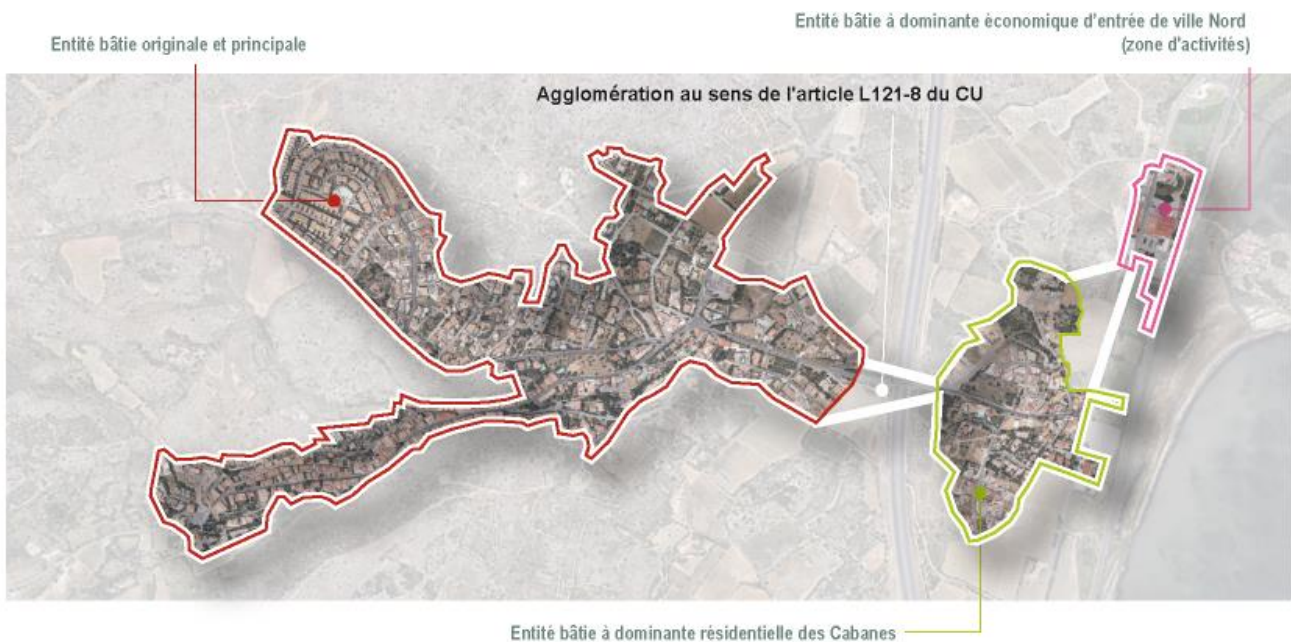 Entité bâtie à dominante économique d'entrée de ville Nord
(zone d'activités)
Entité bâtie originale et principale
Agglomération au sens de l'article L121-8 du CU
Entité bâtie à dominante résidentielle des Cabanes